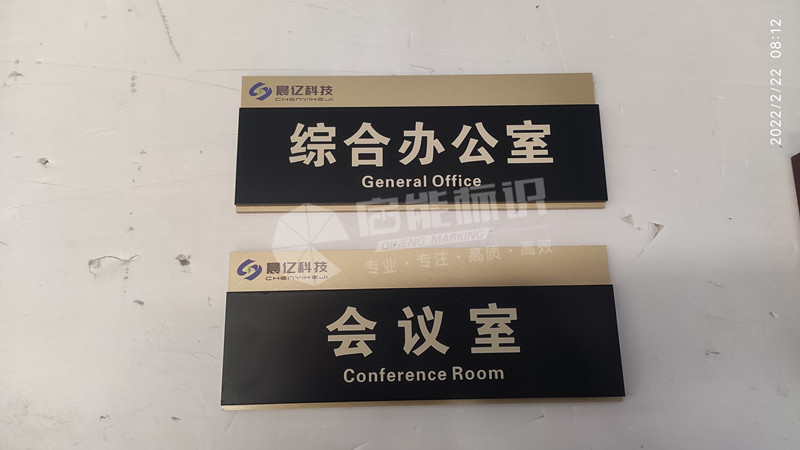 2022/2/22 08:12
晨亿科技
CHENYIKEJI
综合办公室
General Office
启能标识
QINENG MARKING
专业·专注·高质·高效
晨亿科技
CHENYIKEJI
会议室
Conference Room